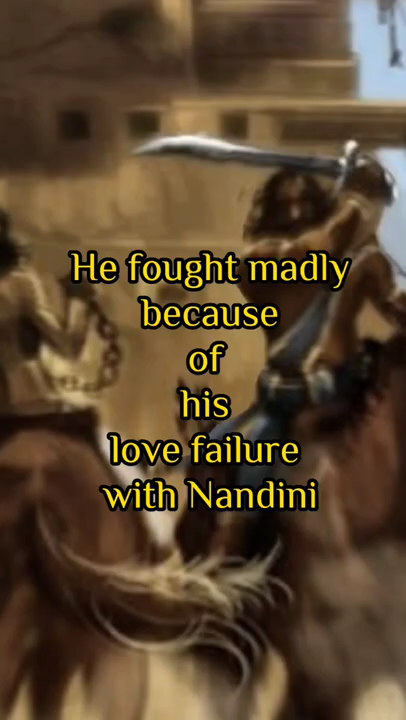 He fought madly
because
of
his
love failure
with Nandini